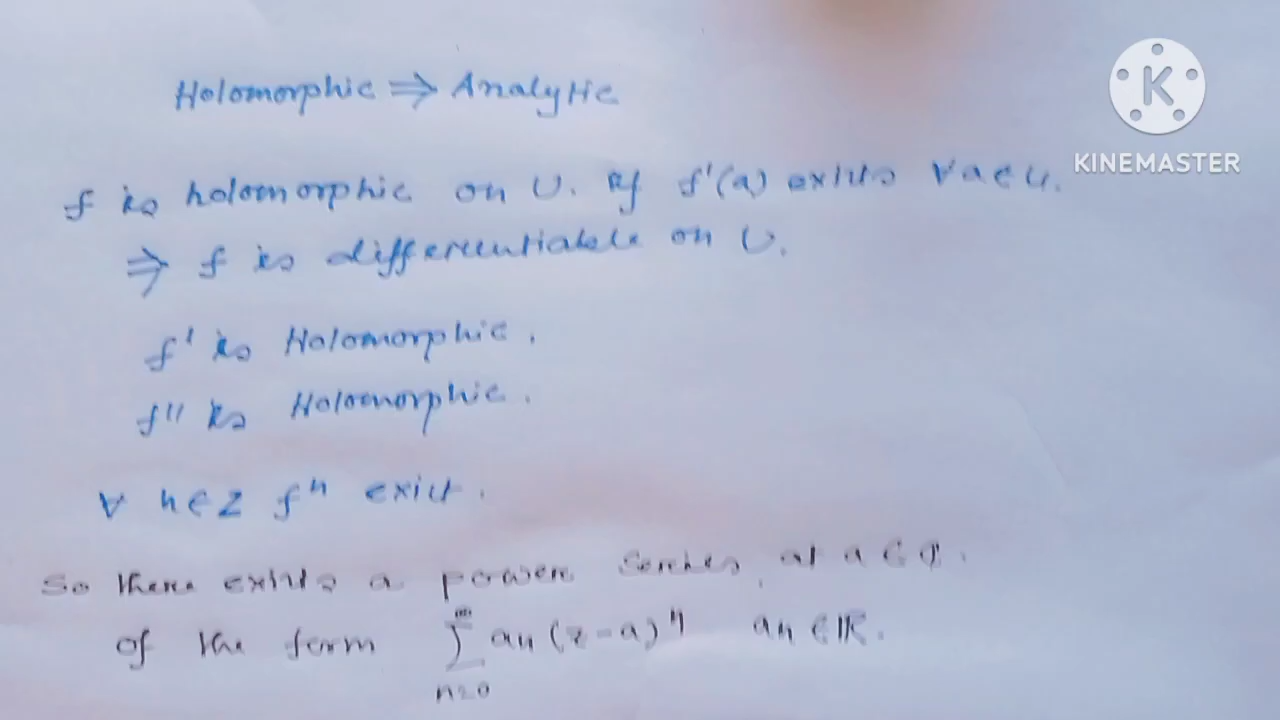 Holomorphic ⇒ Analytic
K
KINEMASTER
f is holomorphic on U. If f'(a) exists ∀ a ∈ U.
⇒ f is differentiable on U.
f' is Holomorphic.
f'' is Holomorphic.
∀ n ∈ Z fⁿ exist.
So there exists a power at a ∈
of the form ∑_{n=0}^{∞} an (z-a)ⁿ an ∈ ℝ.